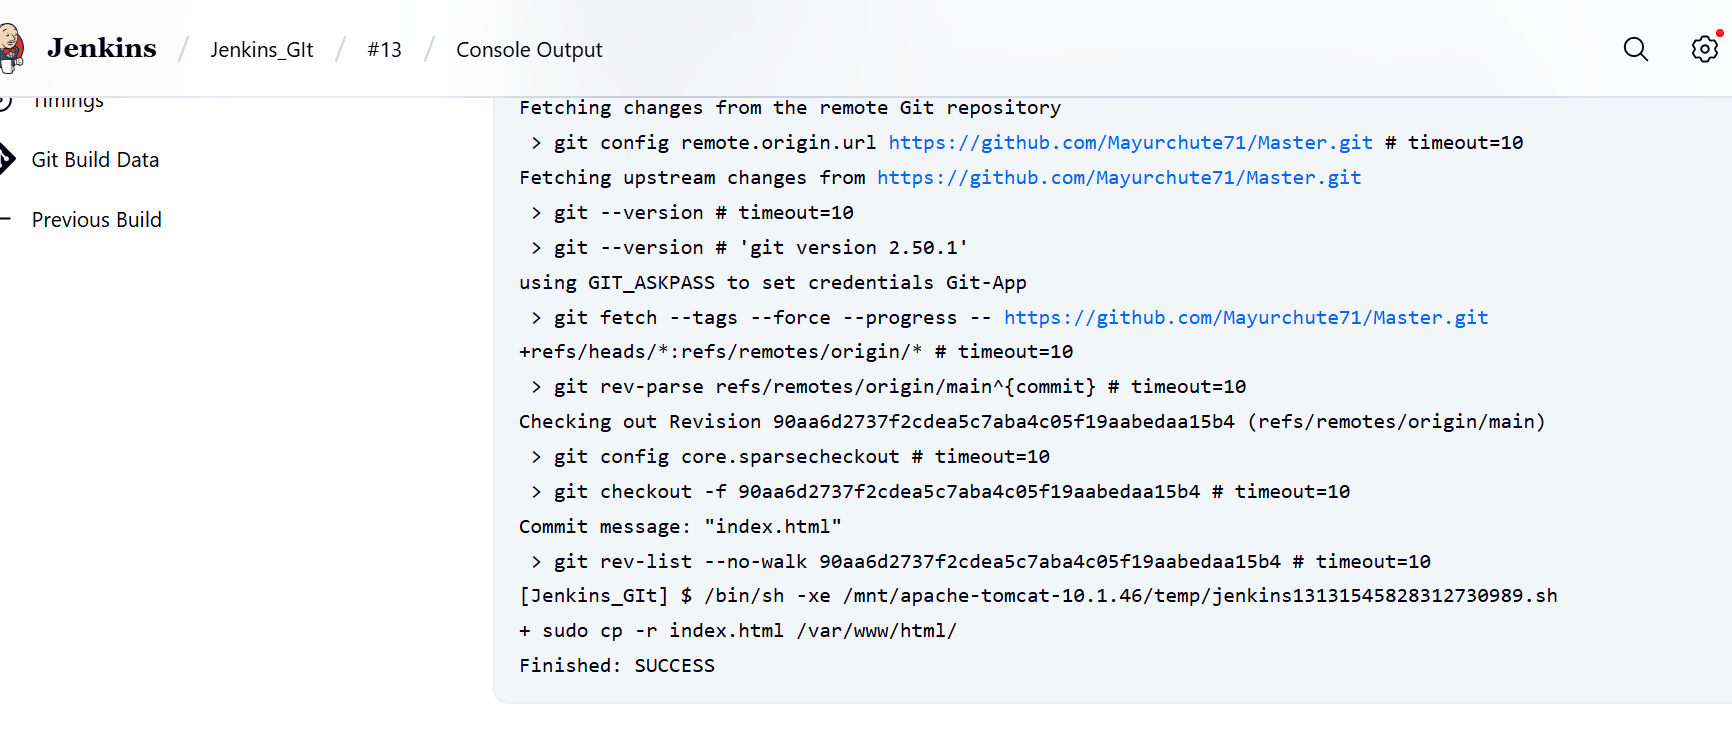 Jenkins / Jenkins_GIt / #13 / Console Output
Timings
Git Build Data
Previous Build
Fetching changes from the remote Git repository
> git config remote.origin.url https://github.com/Mayurchute71/Master.git # timeout=10
Fetching upstream changes from https://github.com/Mayurchute71/Master.git
> git --version # timeout=10
> git --version # 'git version 2.50.1'
using GIT_ASKPASS to set credentials Git-App
> git fetch --tags --force --progress -- https://github.com/Mayurchute71/Master.git
+refs/heads/*:refs/remotes/origin/* # timeout=10
> git rev-parse refs/remotes/origin/main^{commit} # timeout=10
Checking out Revision 90aa6d2737f2cdea5c7aba4c05f19aabedaa15b4 (refs/remotes/origin/main)
> git config core.sparsecheckout # timeout=10
> git checkout -f 90aa6d2737f2cdea5c7aba4c05f19aabedaa15b4 # timeout=10
Commit message: "index.html"
> git rev-list --no-walk 90aa6d2737f2cdea5c7aba4c05f19aabedaa15b4 # timeout=10
[Jenkins_GIt] $ /bin/sh -xe /mnt/apache-tomcat-10.1.46/temp/jenkins13131545828312730989.sh
+ sudo cp -r index.html /var/www/html/
Finished: SUCCESS